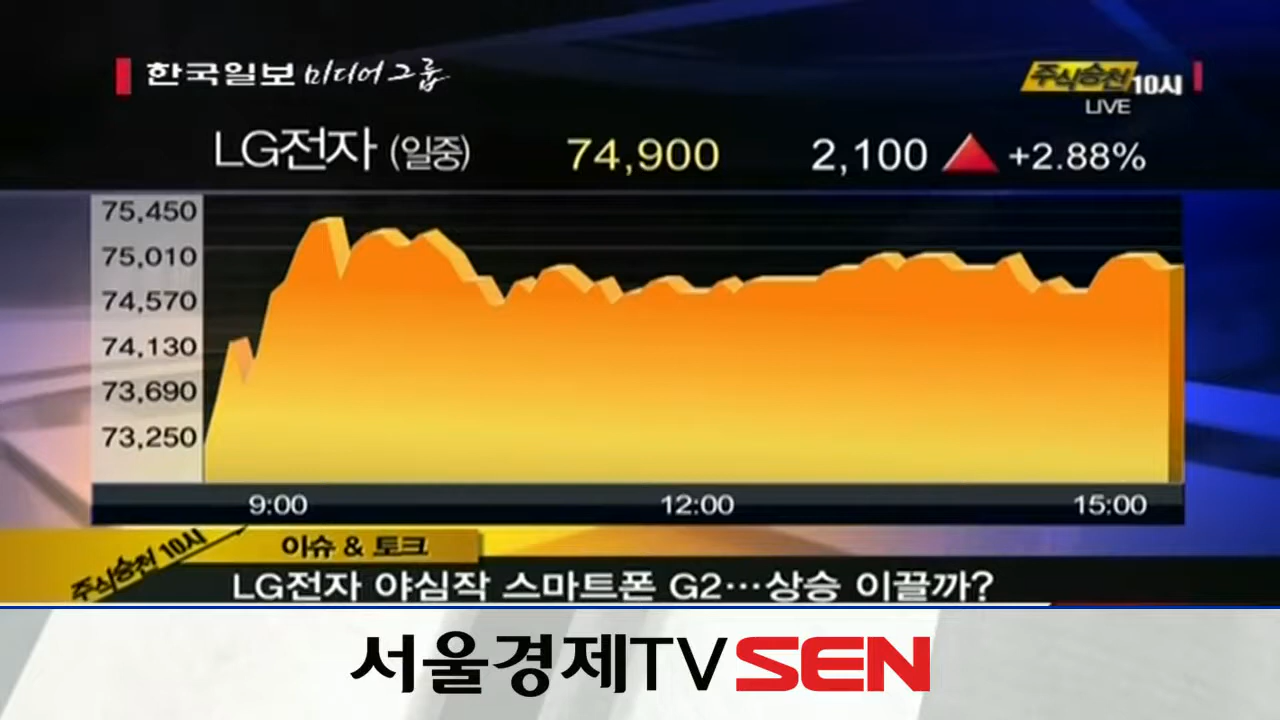 한국일보 미디어그룹
주식승천 10시
LIVE
LG전자 (일중) 74,900 2,100 ▲ +2.88%
75,450
75,010
74,570
74,130
73,690
73,250
9:00 12:00 15:00
주식승천 10시
이슈 & 토크
LG전자 야심작 스마트폰 G2…상승 이끌까?
서울경제TV SEN